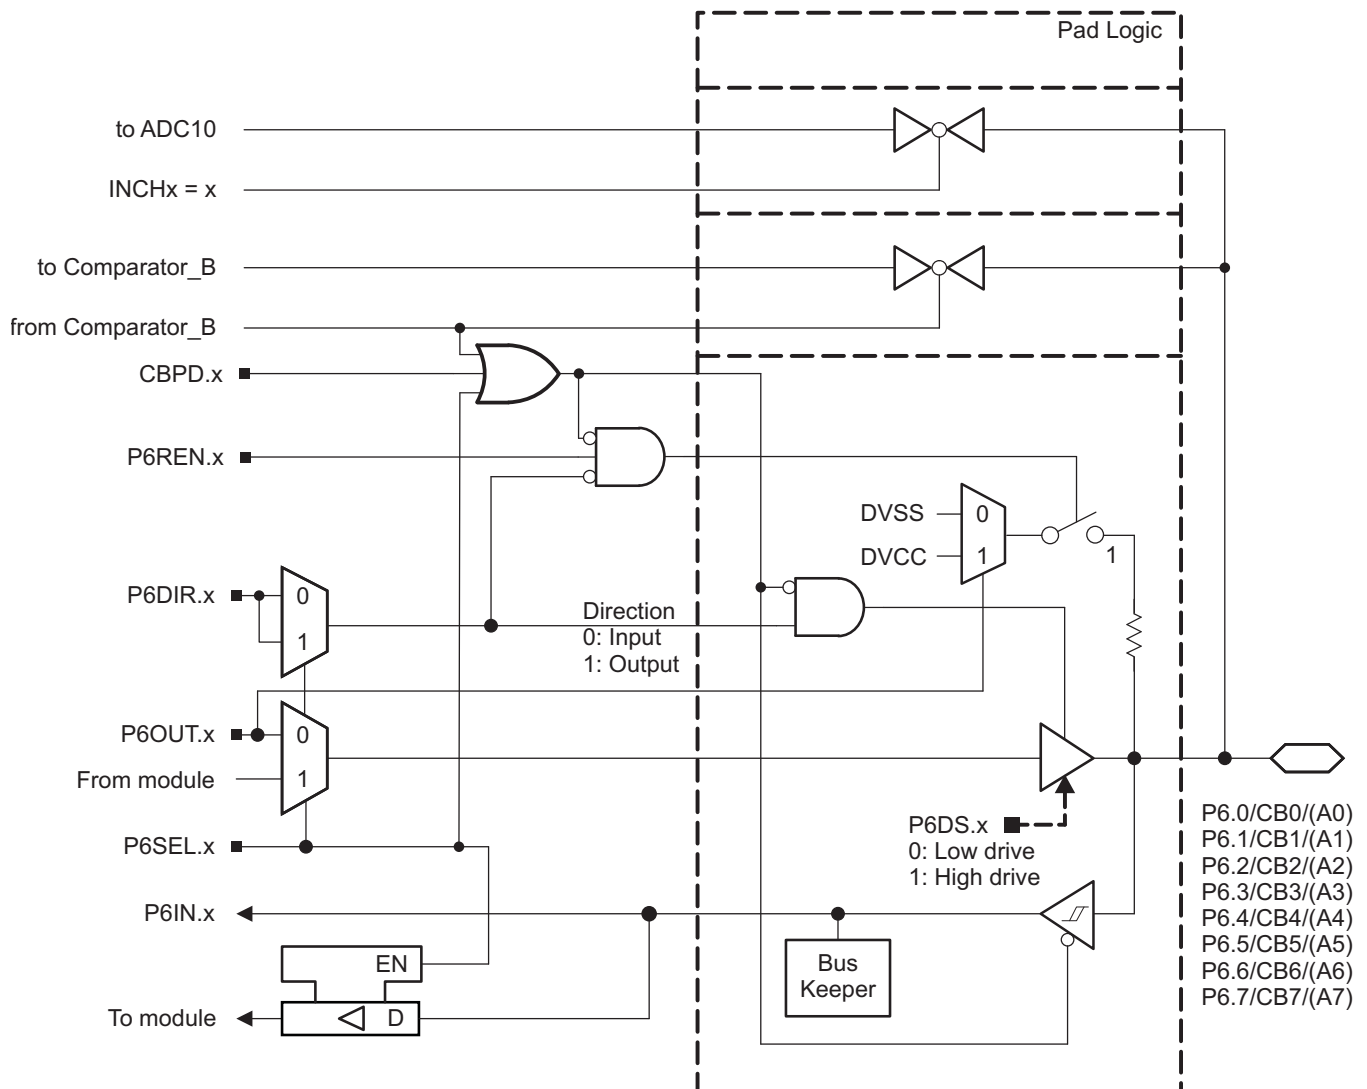 Pad Logic
to ADC10
INCHx = x
to Comparator_B
from Comparator_B
CBPD.x
P6REN.x
DVSS
0
DVCC
1
1
P6DIR.x
0
1
Direction
0: Input
1: Output
P6OUT.x
0
From module
1
P6SEL.x
P6DS.x
0: Low drive
1: High drive
P6IN.x
EN
Bus
Keeper
To module
D
P6.0/CB0/(A0)
P6.1/CB1/(A1)
P6.2/CB2/(A2)
P6.3/CB3/(A3)
P6.4/CB4/(A4)
P6.5/CB5/(A5)
P6.6/CB6/(A6)
P6.7/CB7/(A7)